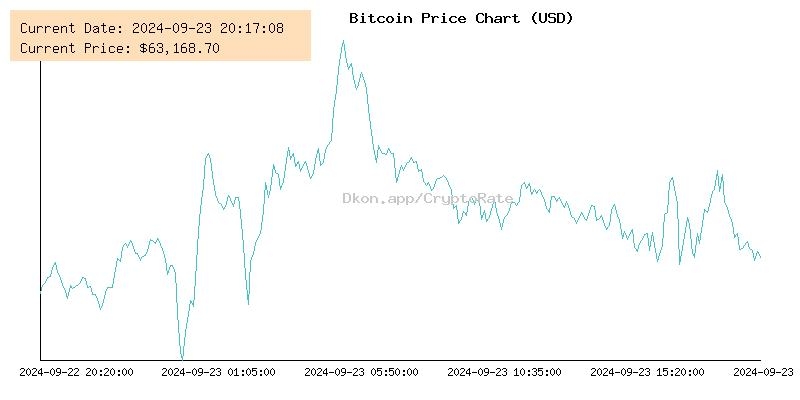 Bitcoin Price Chart (USD)
Current Date: 2024-09-23 20:17:08
Current Price: $63,168.70
Dkon.app/CryptoRate
2024-09-22 20:20:00 2024-09-23 01:05:00 2024-09-23 05:50:00 2024-09-23 10:35:00 2024-09-23 15:20:00 2024-09-23